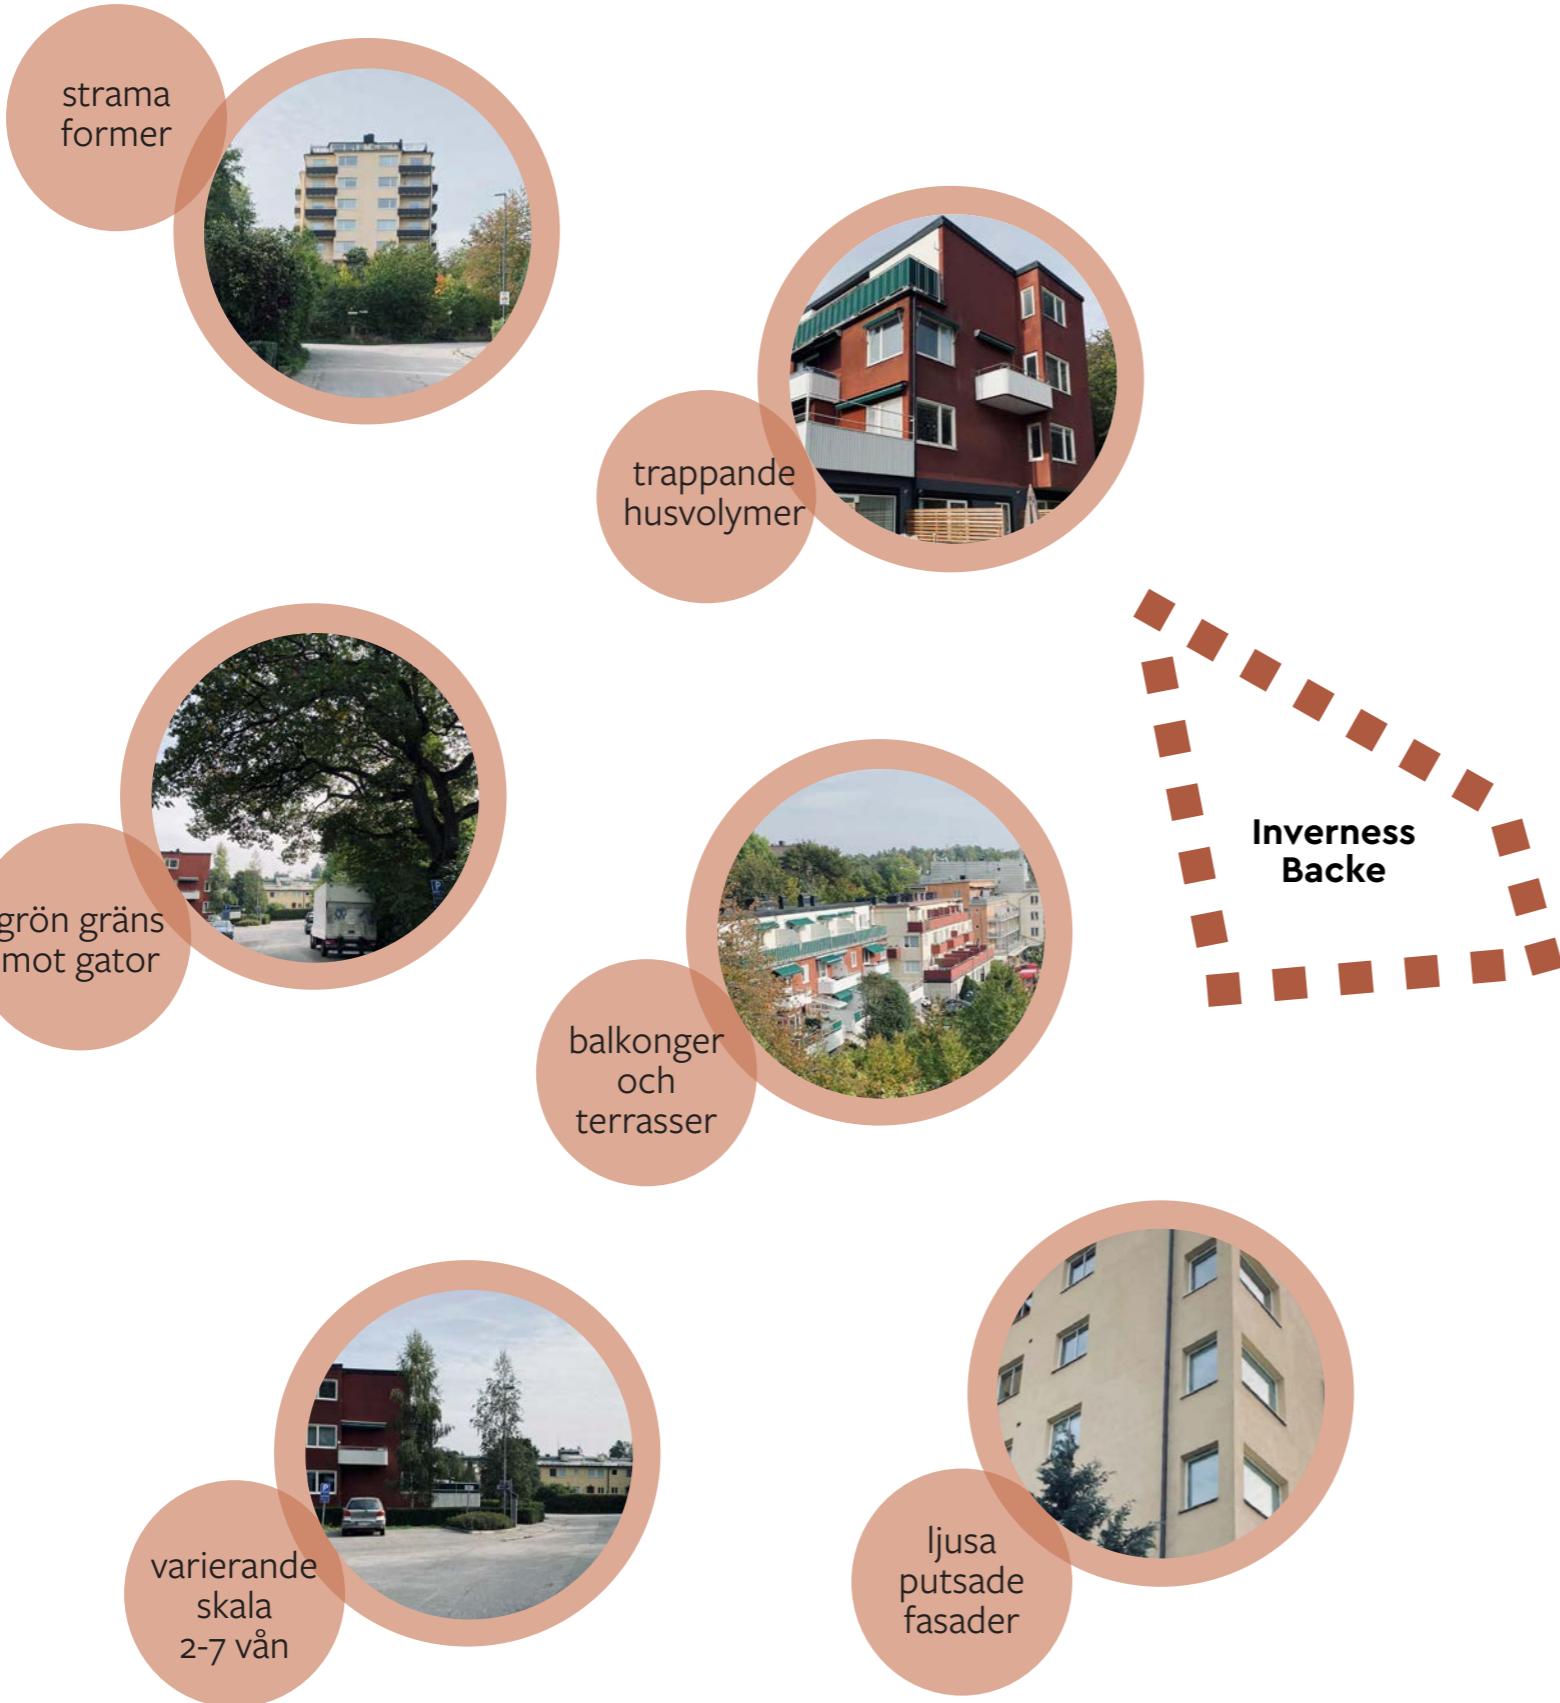 strama
former
trappande
husvolymer
grön gräns
mot gator
Inverness
Backe
balkonger
och
terrasser
varierande
skala
2-7 vån
ljusa
putsade
fasader
P
P